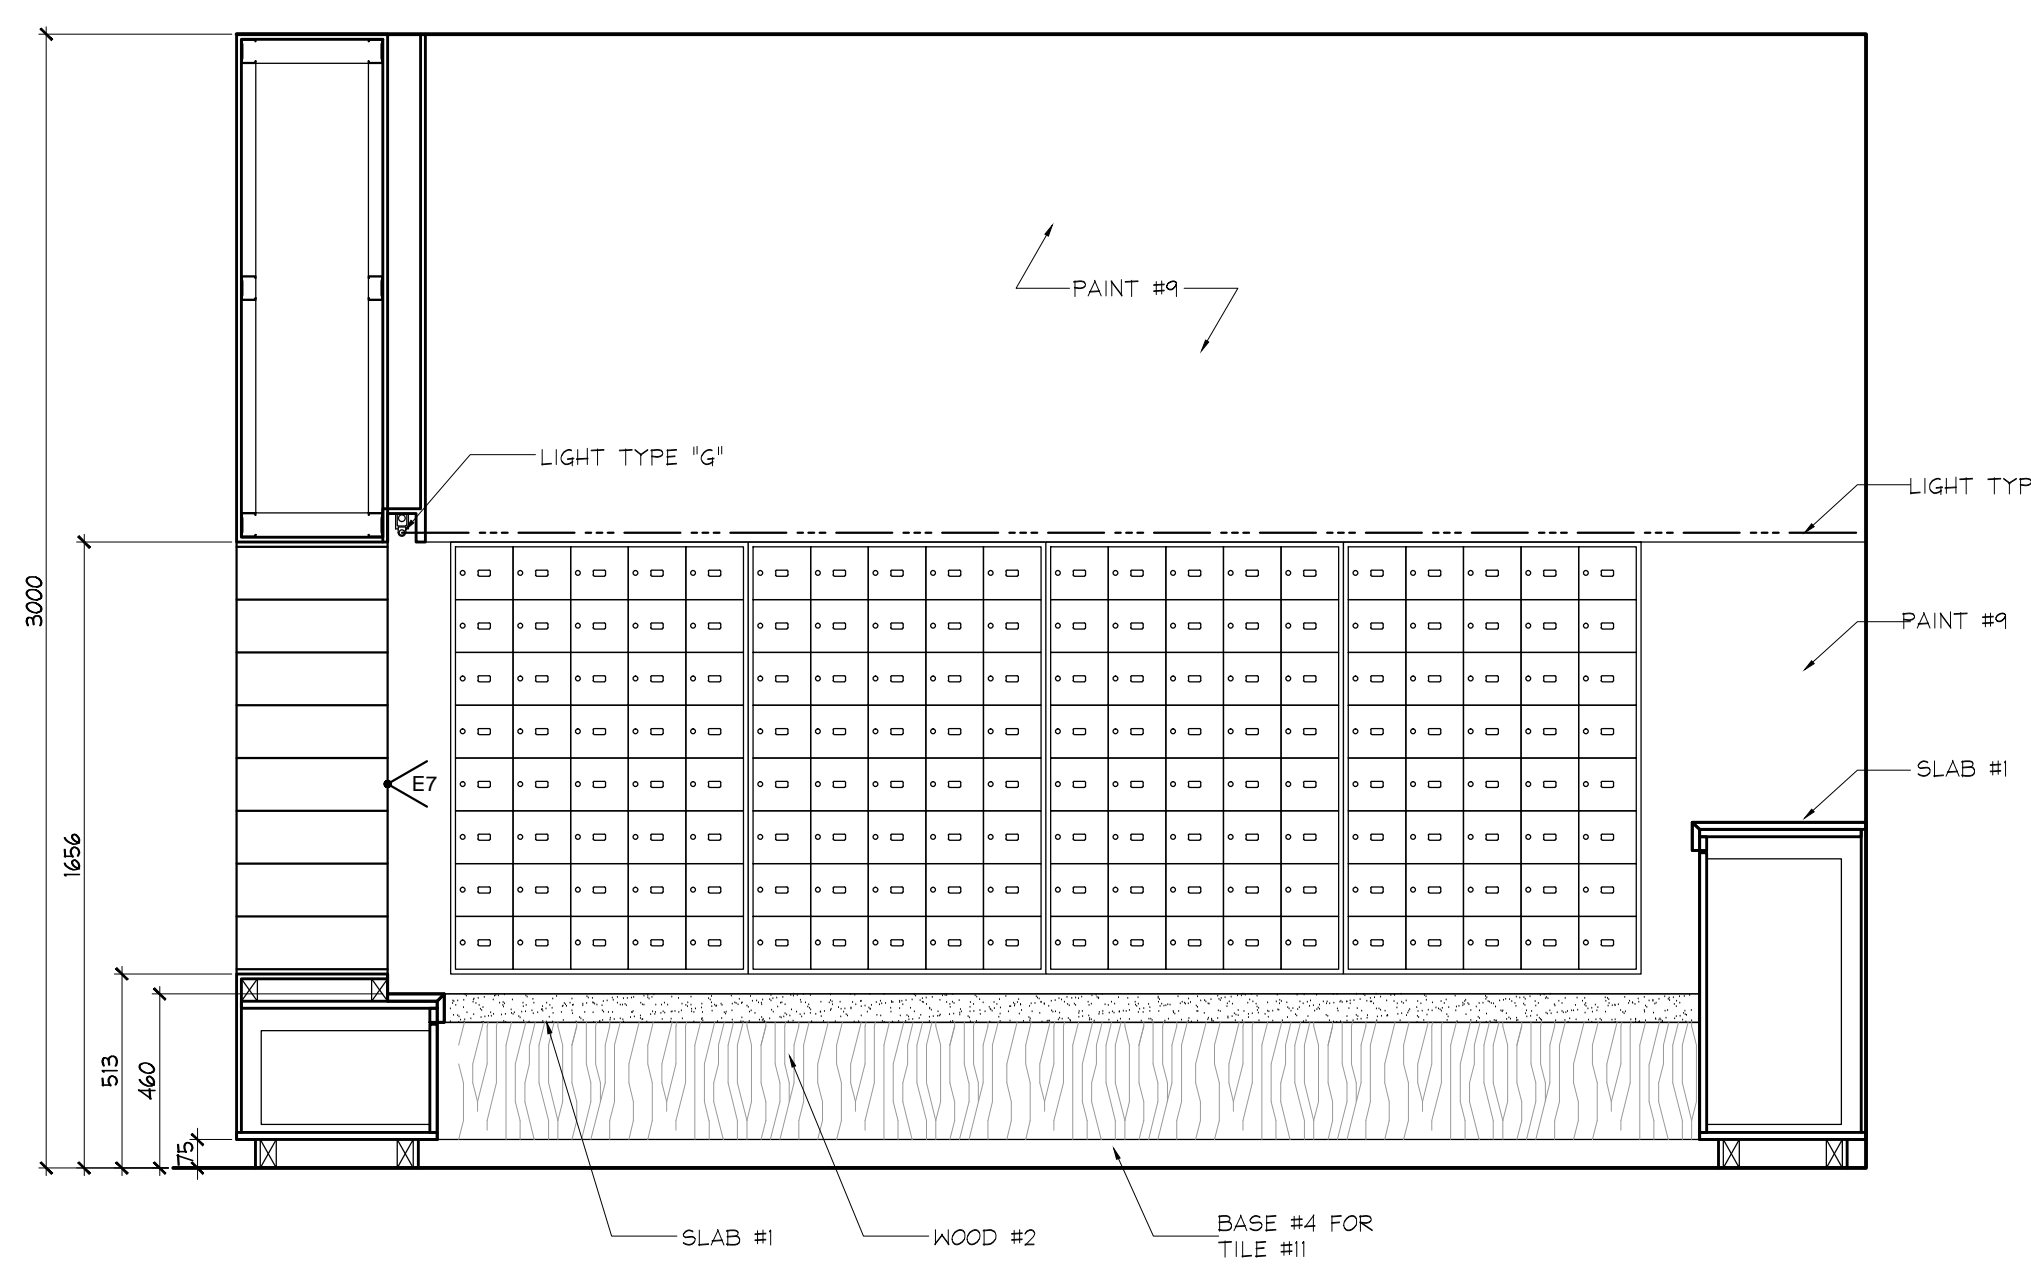 PAINT #9
LIGHT TYPE "G"
LIGHT TYP
3000
PAINT #9
SLAB #1
E7
1656
513
460
75
SLAB #1
WOOD #2
BASE #4 FOR
TILE #11